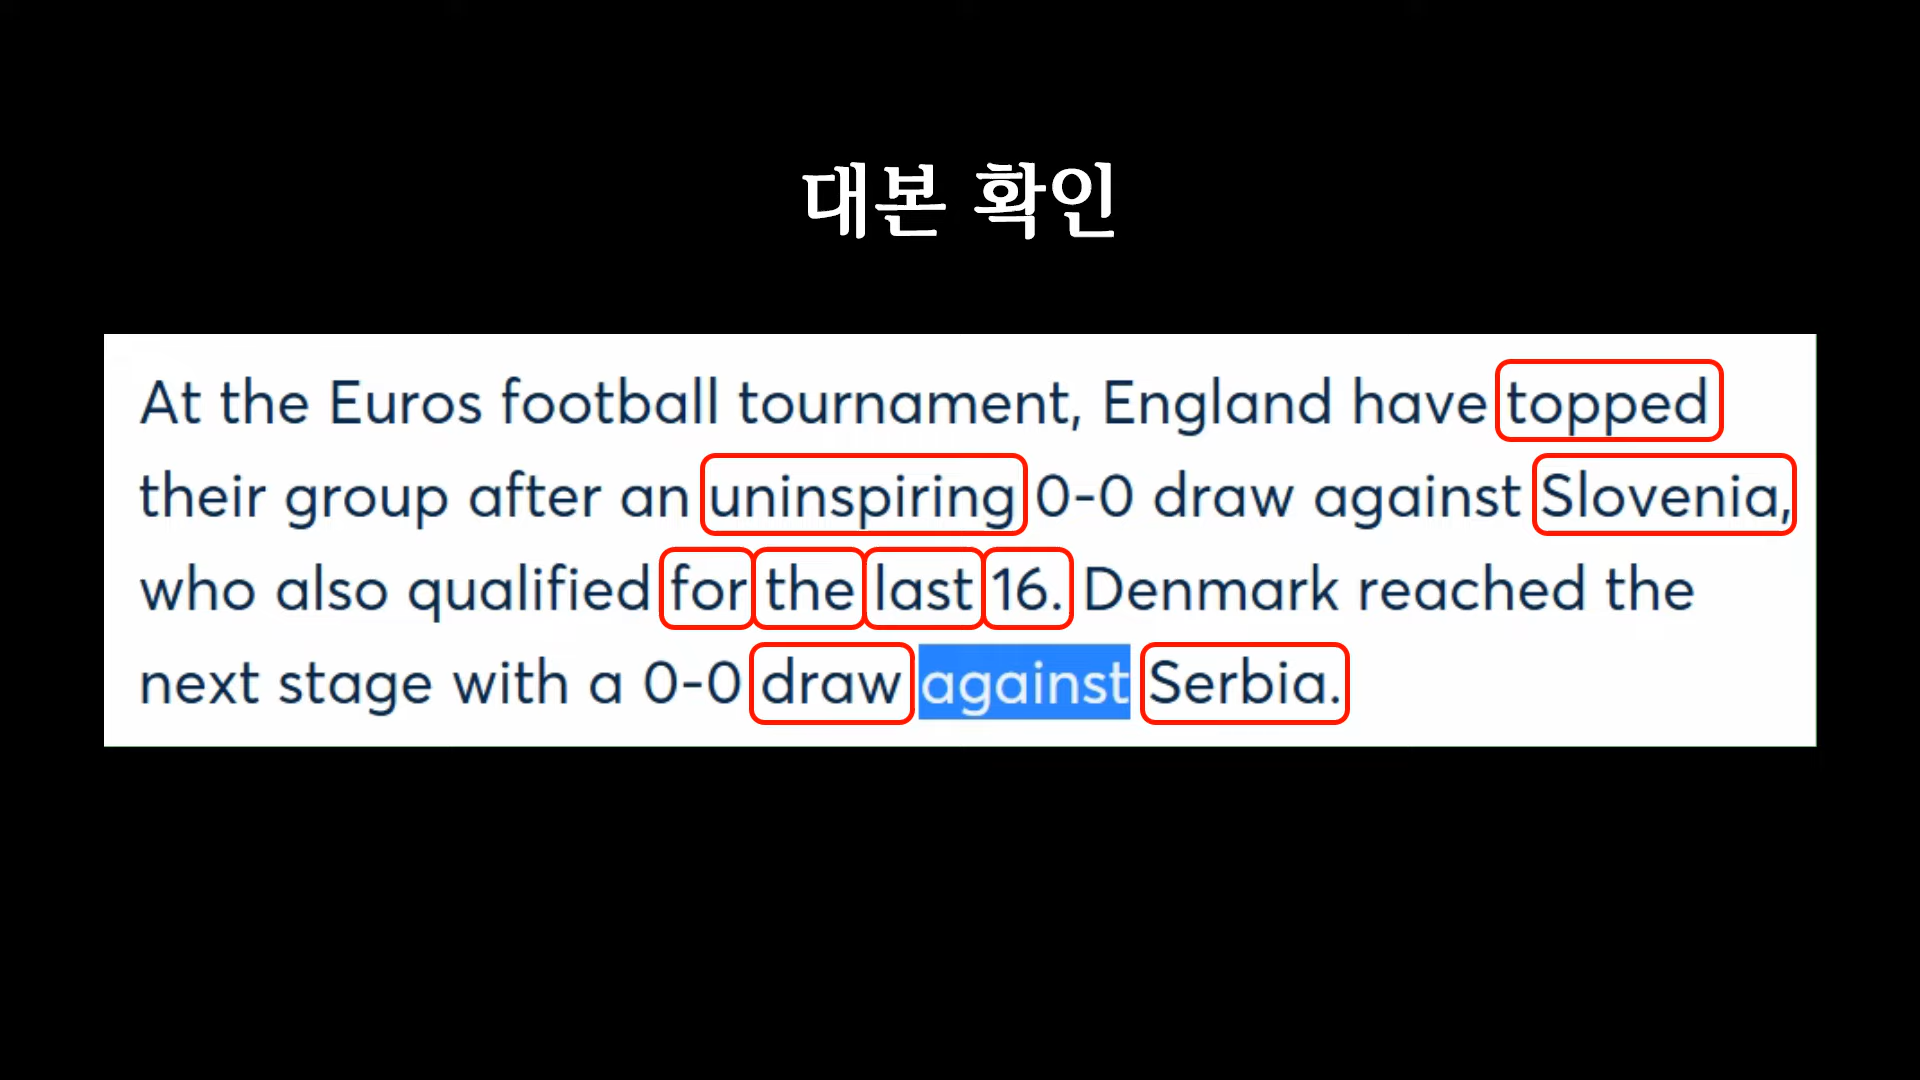 대본 확인
At the Euros football tournament, England have topped
their group after an uninspiring 0-0 draw against Slovenia,
who also qualified for the last 16. Denmark reached the
next stage with a 0-0 draw against Serbia.